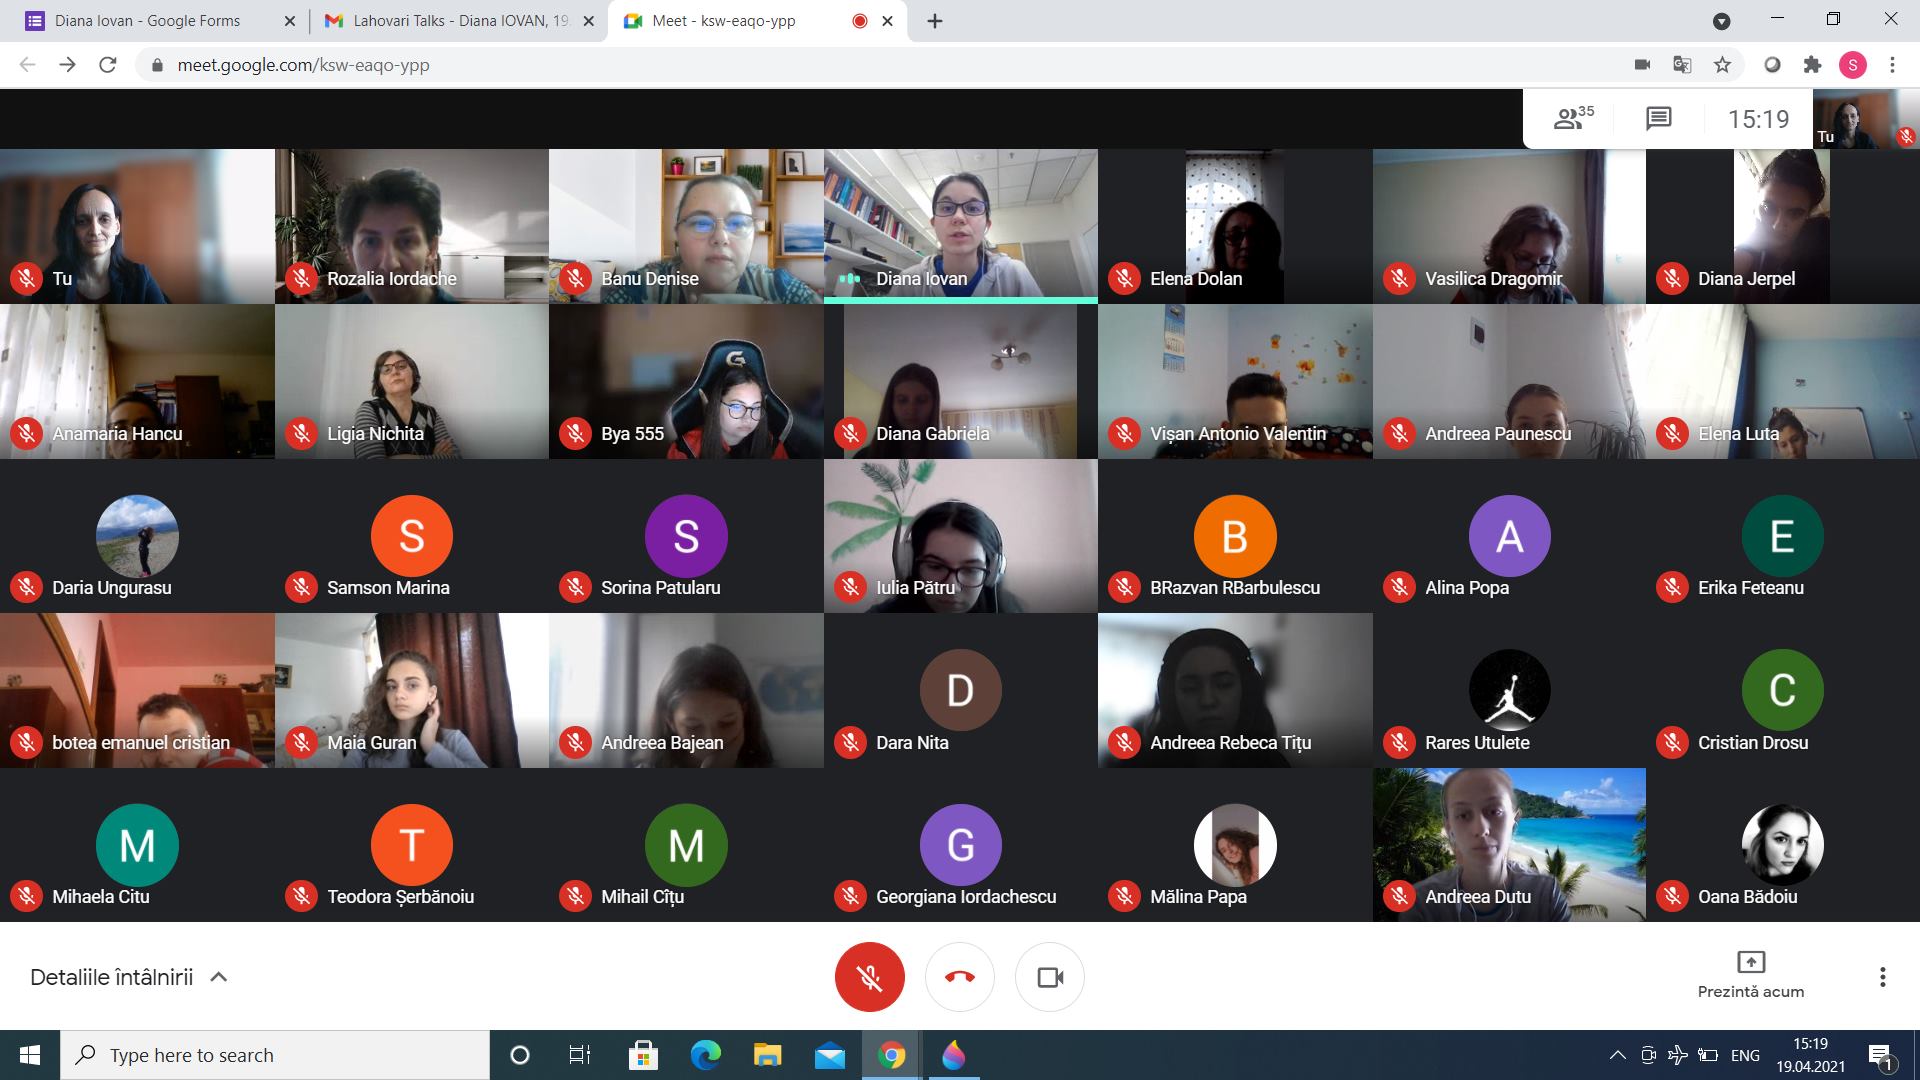 Diana Iovan - Google Forms
Lahovari Talks - Diana IOVAN, 19.
Meet - ksw-eaqo-ypp
meet.google.com/ksw-eaqo-ypp
S
35
15:19
Tu
Tu
Rozalia Iordache
Banu Denise
Diana Iovan
Elena Dolan
Vasilica Dragomir
Diana Jerpel
Anamaria Hancu
Ligia Nichita
G
Bya 555
Diana Gabriela
Vișan Antonio Valentin
Andreea Paunescu
Elena Luta
S
S
B
A
E
Daria Ungurasu
Samson Marina
Sorina Patularu
Iulia Pătru
BRazvan RBarbulescu
Alina Popa
Erika Feteanu
D
C
botea emanuel cristian
Maia Guran
Andreea Bajean
Dara Nita
Andreea Rebeca Tițu
Rares Utulete
Cristian Drosu
M
T
M
G
Mihaela Citu
Teodora Șerbănoiu
Mihail Cîțu
Georgiana Iordachescu
Mălina Papa
Andreea Dutu
Oana Bădoiu
Detaliile întâlnirii
Prezintă acum
Type here to search
ENG
15:19
19.04.2021
1